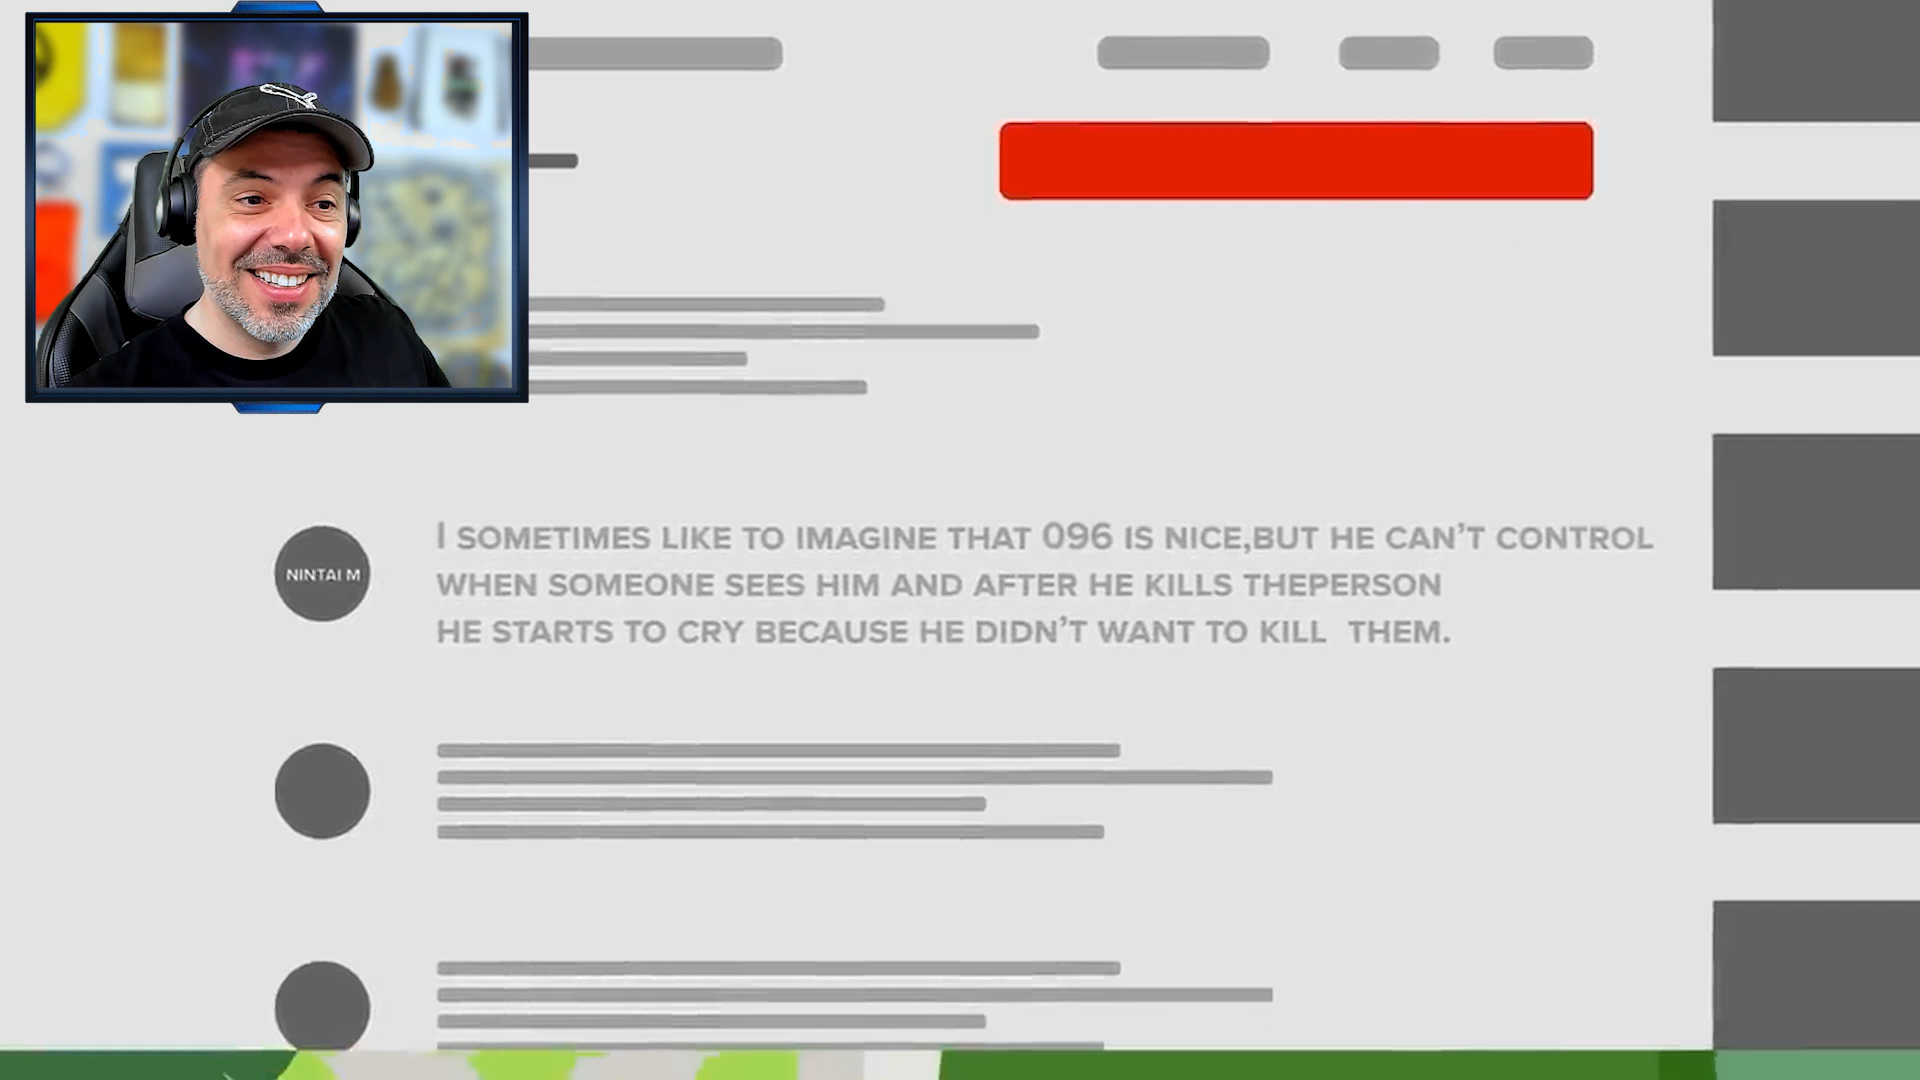 NINTAI M
I SOMETIMES LIKE TO IMAGINE THAT 096 IS NICE,BUT HE CAN'T CONTROL
WHEN SOMEONE SEES HIM AND AFTER HE KILLS THEPERSON
HE STARTS TO CRY BECAUSE HE DIDN'T WANT TO KILL  THEM.